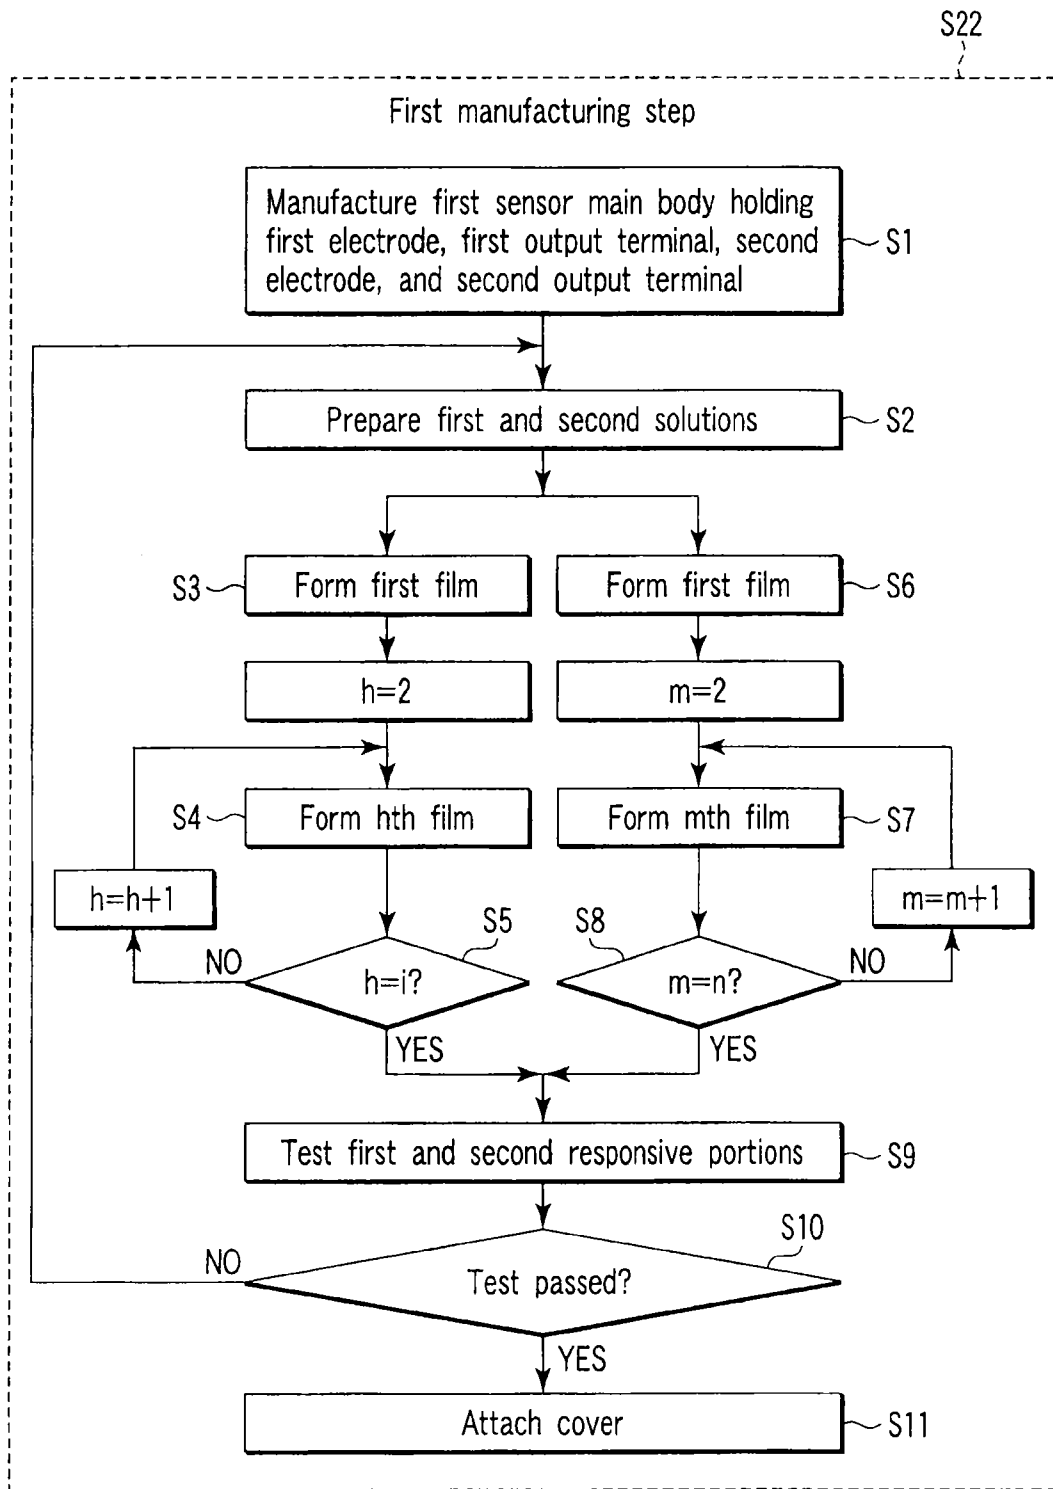 S22
First manufacturing step
Manufacture first sensor main body holding
first electrode, first output terminal, second
electrode, and second output terminal
S1
Prepare first and second solutions
S2
S3
Form first film
Form first film
S6
h=2
m=2
S4
Form hth film
Form mth film
S7
h=h+1
m=m+1
S5
S8
NO
h=i?
m=n?
NO
YES
YES
Test first and second responsive portions
S9
S10
NO
Test passed?
YES
Attach cover
S11